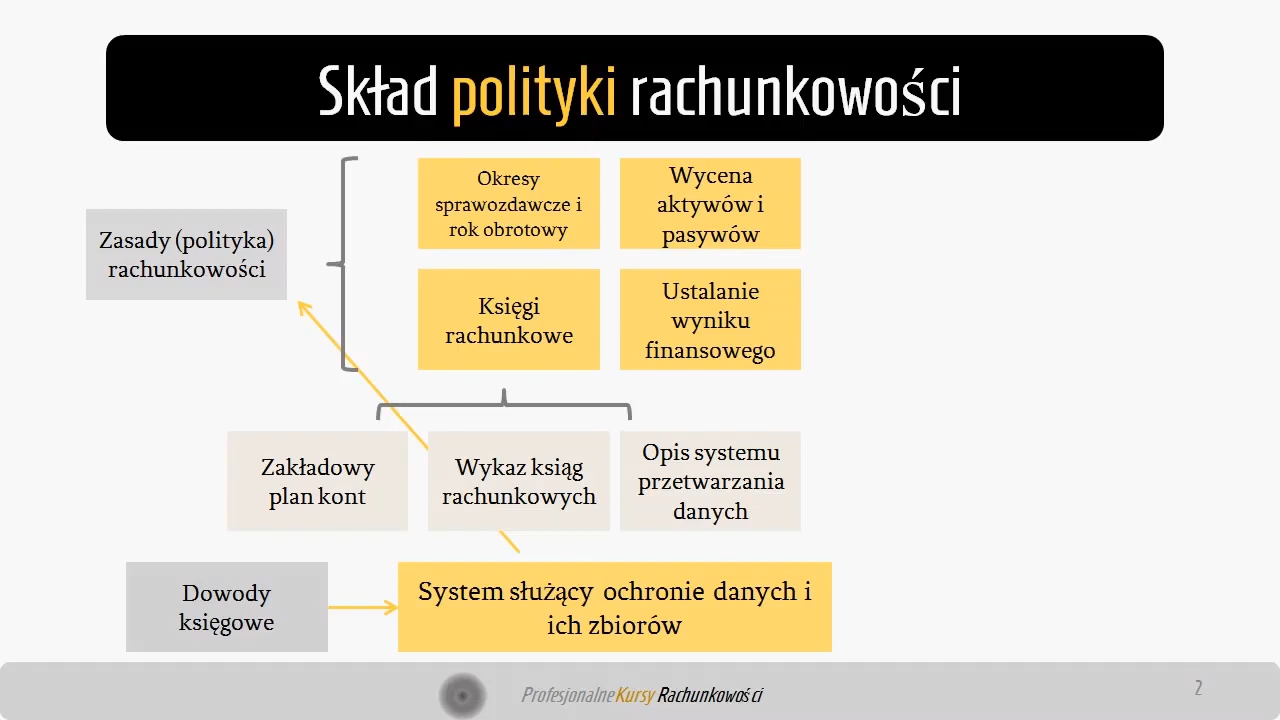 Skład polityki rachunkowości
Zasady (polityka)
rachunkowości
Okresy
sprawozdawcze i
rok obrotowy
Wycena
aktywów i
pasywów
Księgi
rachunkowe
Ustalanie
wyniku
finansowego
Zakładowy
plan kont
Wykaz ksiąg
rachunkowych
Opis systemu
przetwarzania
danych
Dowody
księgowe
System służący ochronie danych i
ich zbiorów
Profesjonalne Kursy Rachunkowości
2